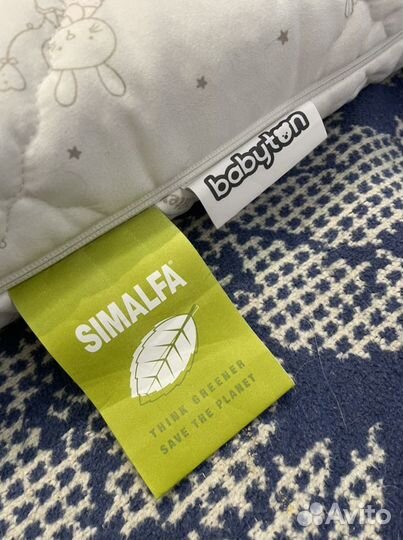 babyton
SIMALFA®
THINK GREENER
SAVE THE PLANET
Avito